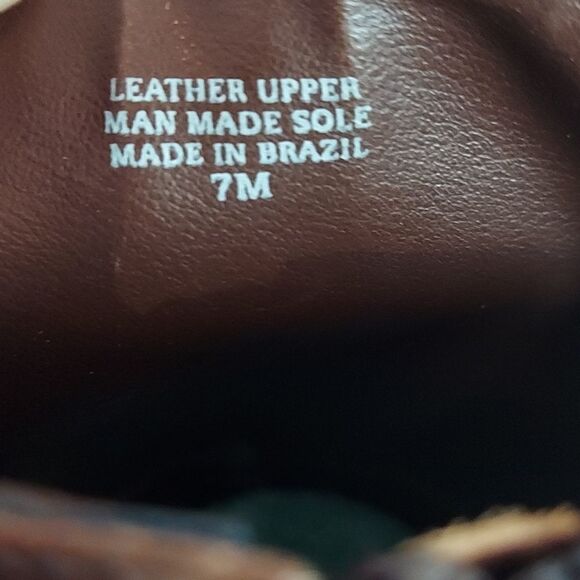 LEATHER UPPER
MAN MADE SOLE
MADE IN BRAZIL
7M